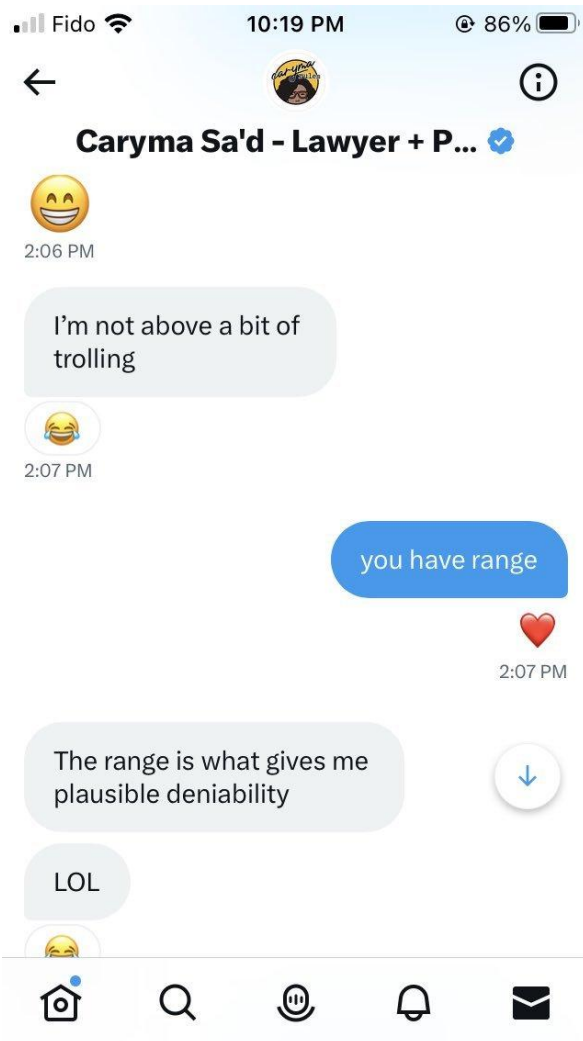 Fido
10:19 PM
86%
caryma
Caryma Sa'd - Lawyer + P...
2:06 PM
I’m not above a bit of
trolling
2:07 PM
you have range
2:07 PM
The range is what gives me
plausible deniability
LOL